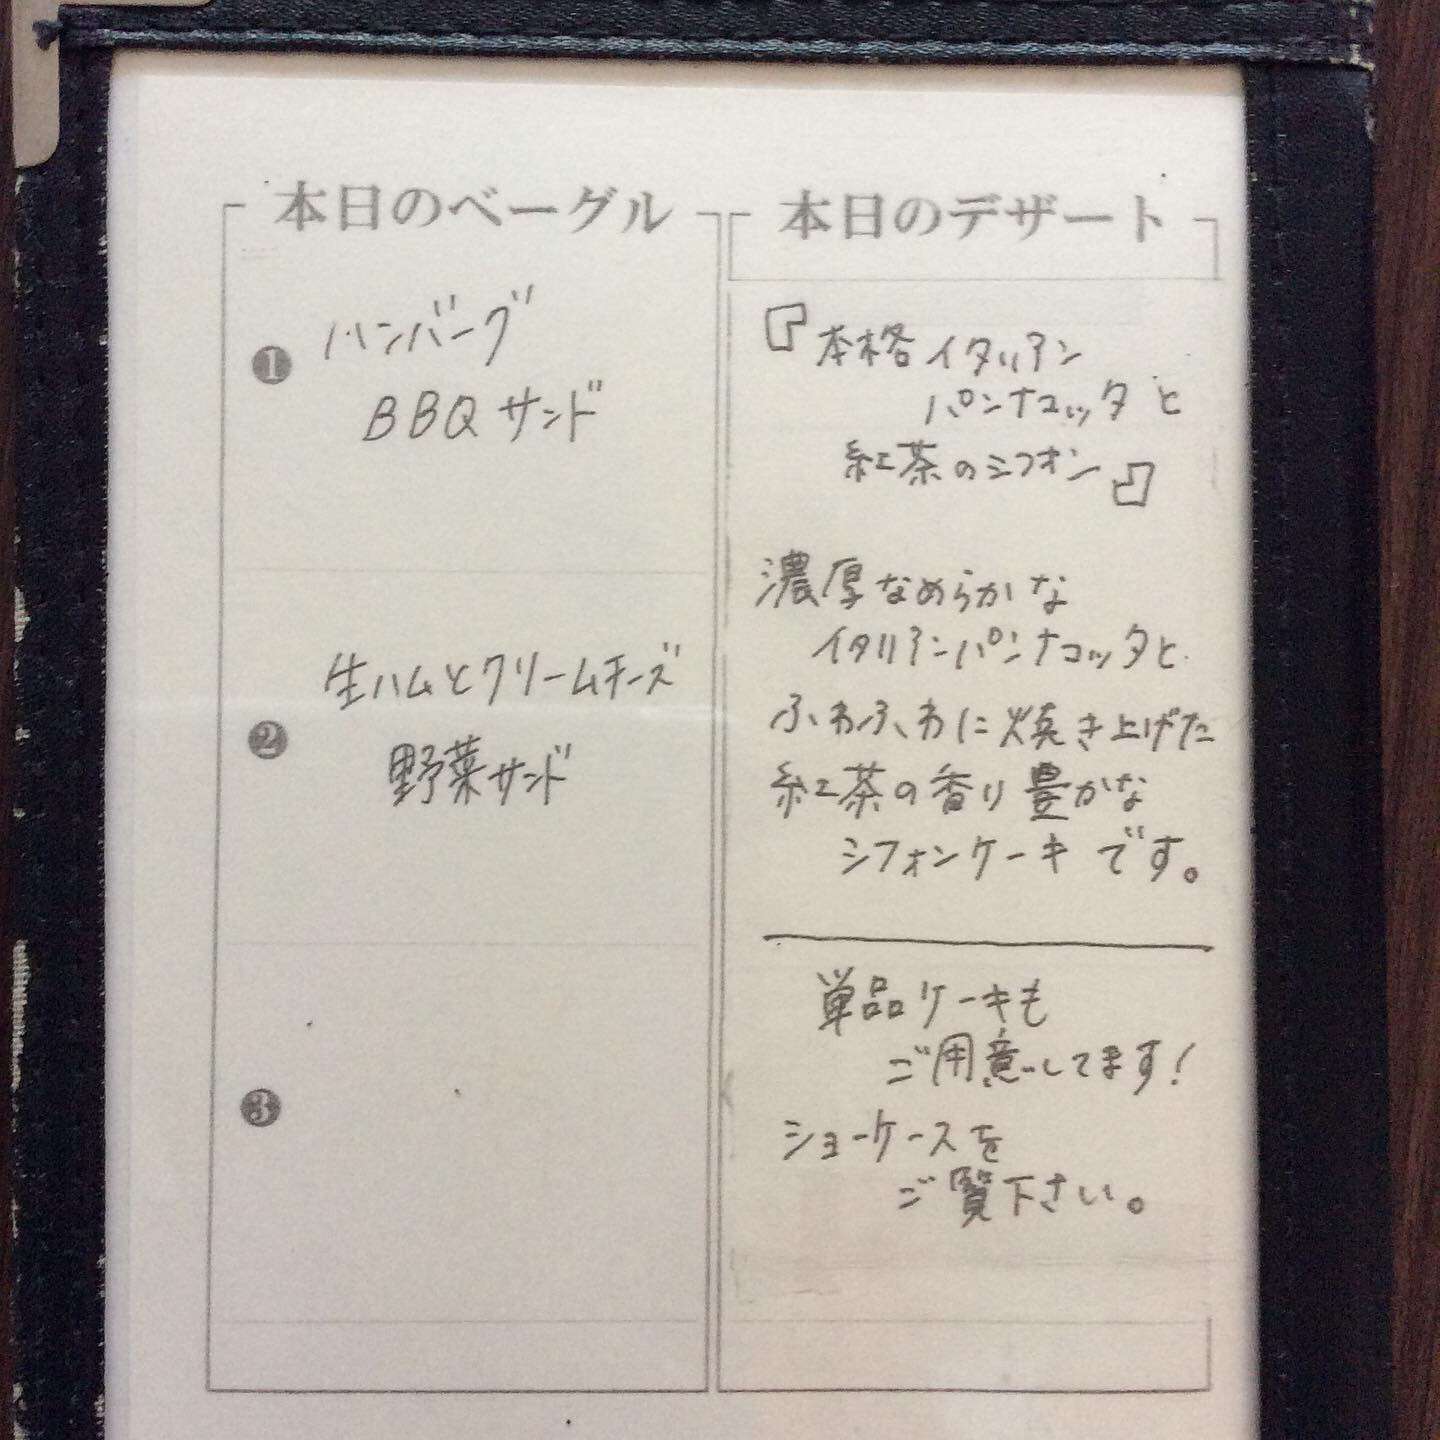 本日のベーグル
❶
ハンバーグ
BBQサンド
❷
生ハムとクリームチーズ
野菜サンド
❸
本日のデザート
『本格イタリアン
パンナコッタと
紅茶のシフォン』
濃厚なめらかな
イタリアンパンナコッタと
ふわふわに焼き上げた
紅茶の香り豊かな
シフォンケーキです。
単品ケーキも
ご用意してます!
ショーケースを
ご覧下さい。